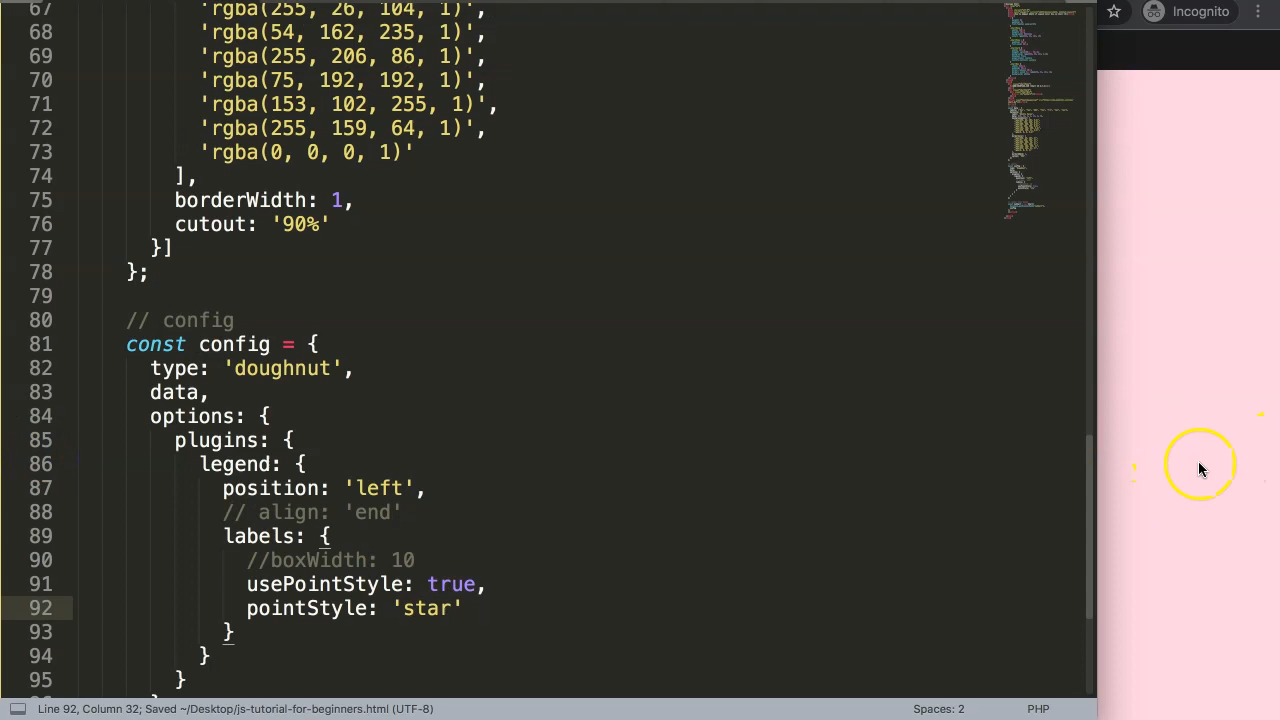 67 'rgba(255, 26, 104, 1)',
Incognito
68 'rgba(54, 162, 235, 1)',
69 'rgba(255, 206, 86, 1)',
70 'rgba(75, 192, 192, 1)',
71 'rgba(153, 102, 255, 1)',
72 'rgba(255, 159, 64, 1)',
73 'rgba(0, 0, 0, 1)'
74 ],
75 borderWidth: 1,
76 cutout: '90%'
77 }]
78 };
79
80 // config
81 const config = {
82 type: 'doughnut',
83 data,
84 options: {
85 plugins: {
86 legend: {
87 position: 'left',
88 // align: 'end'
89 labels: {
90 //boxWidth: 10
91 usePointStyle: true,
92 pointStyle: 'star'
93 }
94 }
95 }
Line 92, Column 32; Saved ~/Desktop/js-tutorial-for-beginners.html (UTF-8)
Spaces: 2
PHP